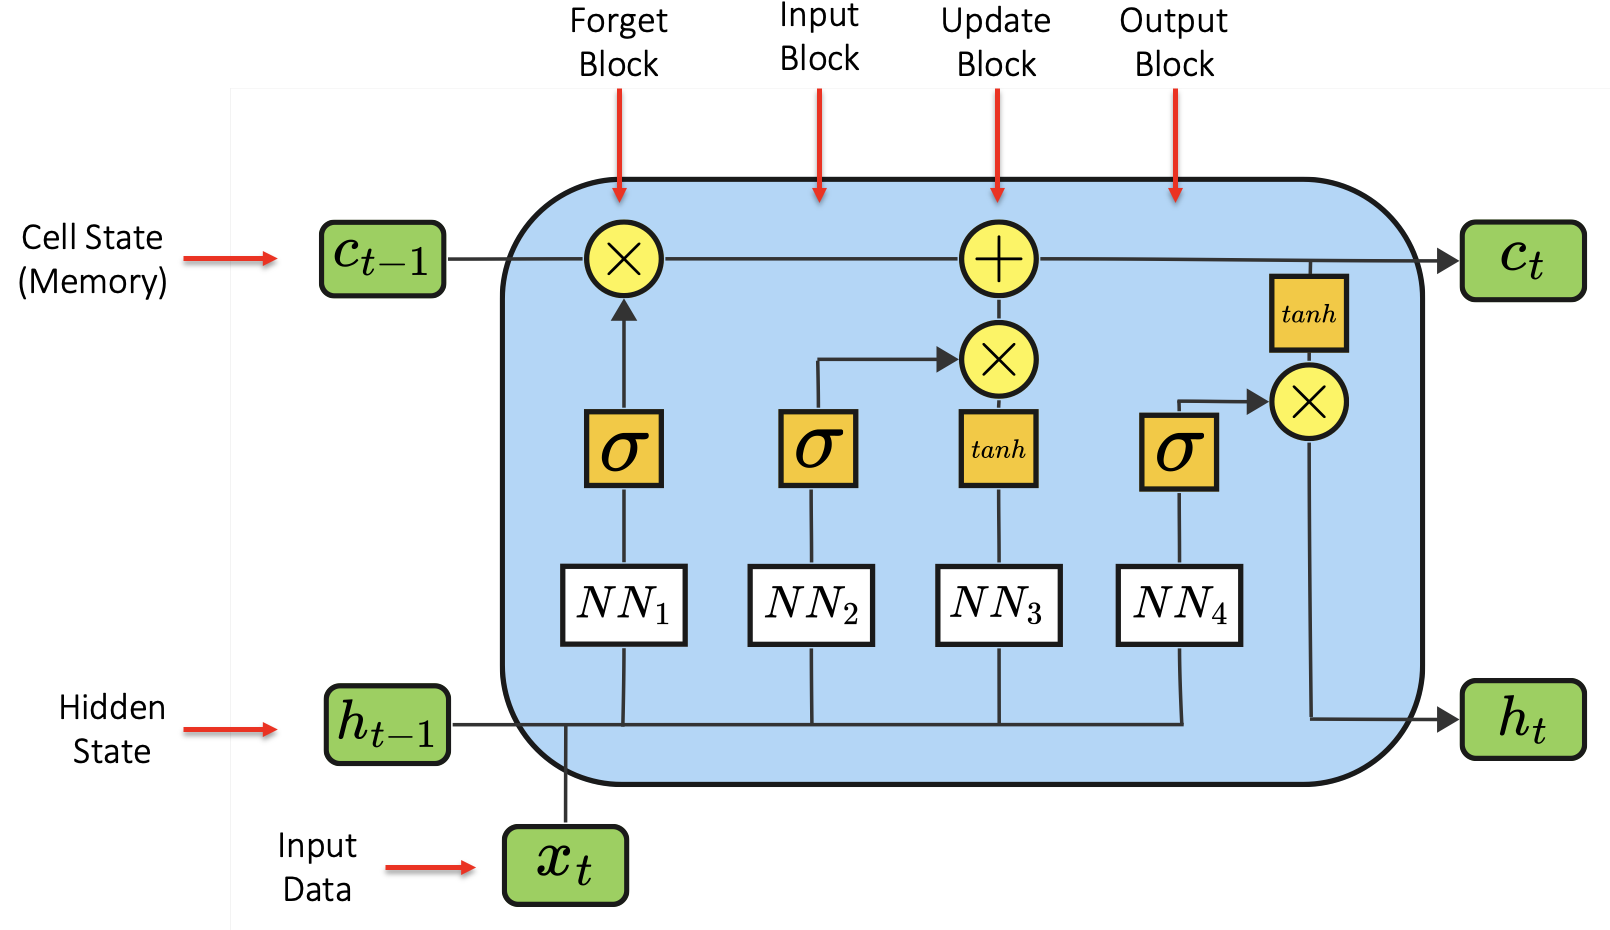 Forget
Block
Input
Block
Update
Block
Output
Block
Cell State
(Memory)
c_{t-1}
×
+
c_t
tanh
×
×
σ
σ
tanh
σ
NN_1
NN_2
NN_3
NN_4
Hidden
State
h_{t-1}
h_t
Input
Data
x_t